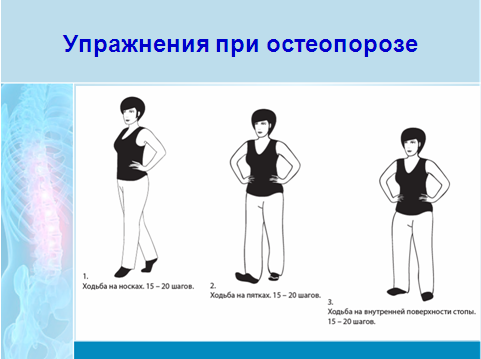 Упражнения при остеопорозе
1.
Ходьба на носках. 15 – 20 шагов.
2.
Ходьба на пятках. 15 – 20 шагов.
3.
Ходьба на внутренней поверхности стопы.
15 – 20 шагов.